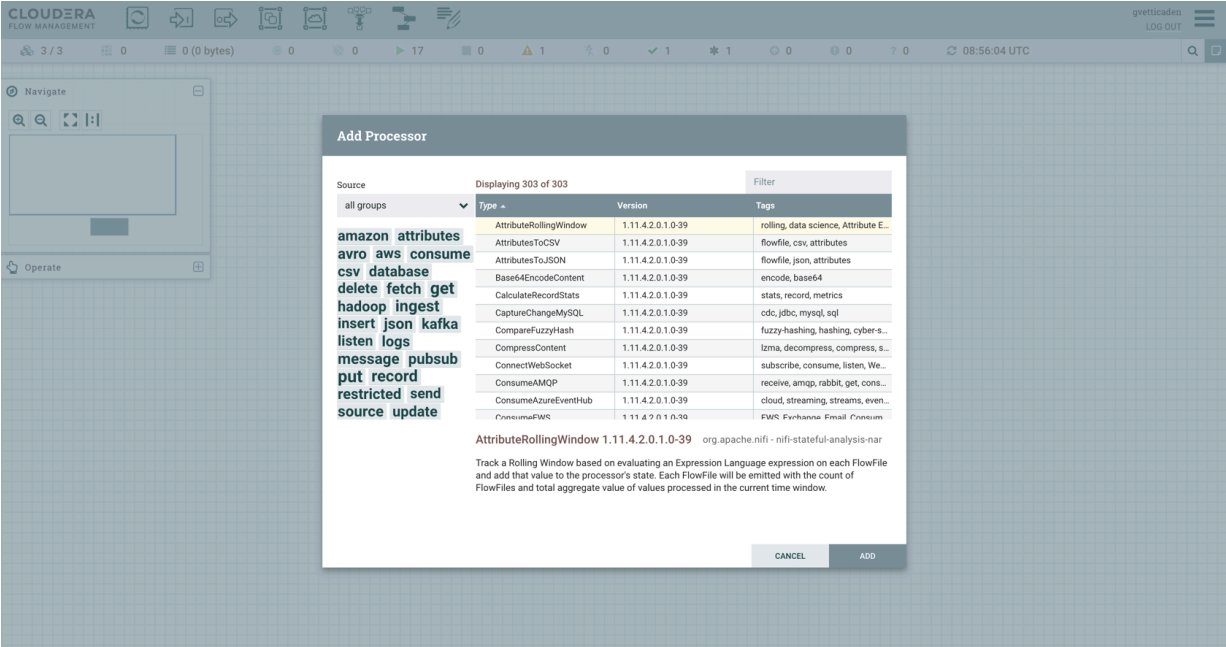 CLOUDERA
FLOW MANAGEMENT
gvetticaden
LOG OUT
3 / 3 0 0 (0 bytes) 0 0 17 0 1 0 1 1 0 0 0 08:56:04 UTC
Navigate
Operate
Add Processor
Source
Displaying 303 of 303
Filter
all groups
Type Version Tags
AttributeRollingWindow 1.11.4.2.0.1.0-39 rolling, data science, Attribute E...
AttributesToCSV 1.11.4.2.0.1.0-39 flowfile, csv, attributes
AttributesToJSON 1.11.4.2.0.1.0-39 flowfile, json, attributes
Base64EncodeContent 1.11.4.2.0.1.0-39 encode, base64
CalculateRecordStats 1.11.4.2.0.1.0-39 stats, record, metrics
CaptureChangeMySQL 1.11.4.2.0.1.0-39 cdc, jdbc, mysql, sql
CompareFuzzyHash 1.11.4.2.0.1.0-39 fuzzy-hashing, hashing, cyber-s...
CompressContent 1.11.4.2.0.1.0-39 lzma, decompress, compress, s...
ConnectWebSocket 1.11.4.2.0.1.0-39 subscribe, consume, listen, We...
ConsumeAMQP 1.11.4.2.0.1.0-39 receive, amqp, rabbit, get, cons...
ConsumeAzureEventHub 1.11.4.2.0.1.0-39 cloud, streaming, streams, even...
ConsumeEWS 1.11.4.2.0.1.0-39 EWS, Exchange, Email, Consum...
amazon attributes
avro aws consume
csv database
delete fetch get
hadoop ingest
insert json kafka
listen logs
message pubsub
put record
restricted send
source update
AttributeRollingWindow 1.11.4.2.0.1.0-39 org.apache.nifi - nifi-stateful-analysis-nar
Track a Rolling Window based on evaluating an Expression Language expression on each FlowFile
and add that value to the processor's state. Each FlowFile will be emitted with the count of
FlowFiles and total aggregate value of values processed in the current time window.
CANCEL ADD